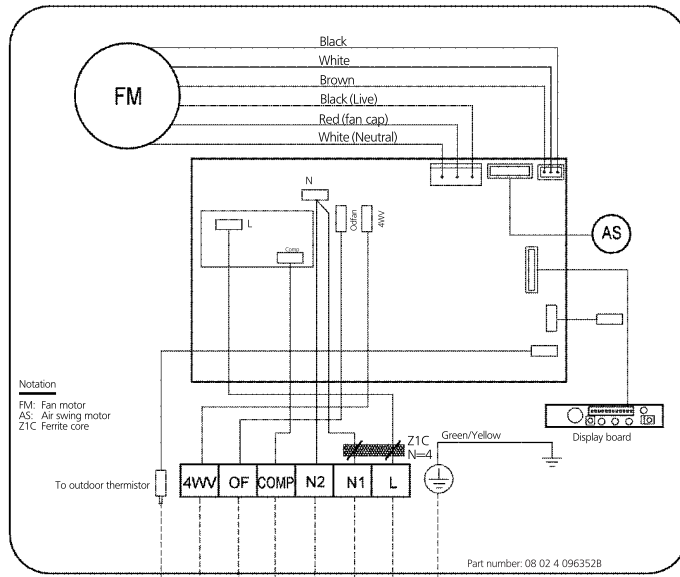 Black
White
Brown
Black (Live)
Red (fan cap)
White (Neutral)
FM
N
L
Comp
Odfan
4WV
AS
Notation
FM: Fan motor
AS: Air swing motor
Z1C Ferrite core
Z1C
N=4
Green/Yellow
Display board
To outdoor thermistor
4WV OF COMP N2 N1 L
Part number: 08 02 4 096352B